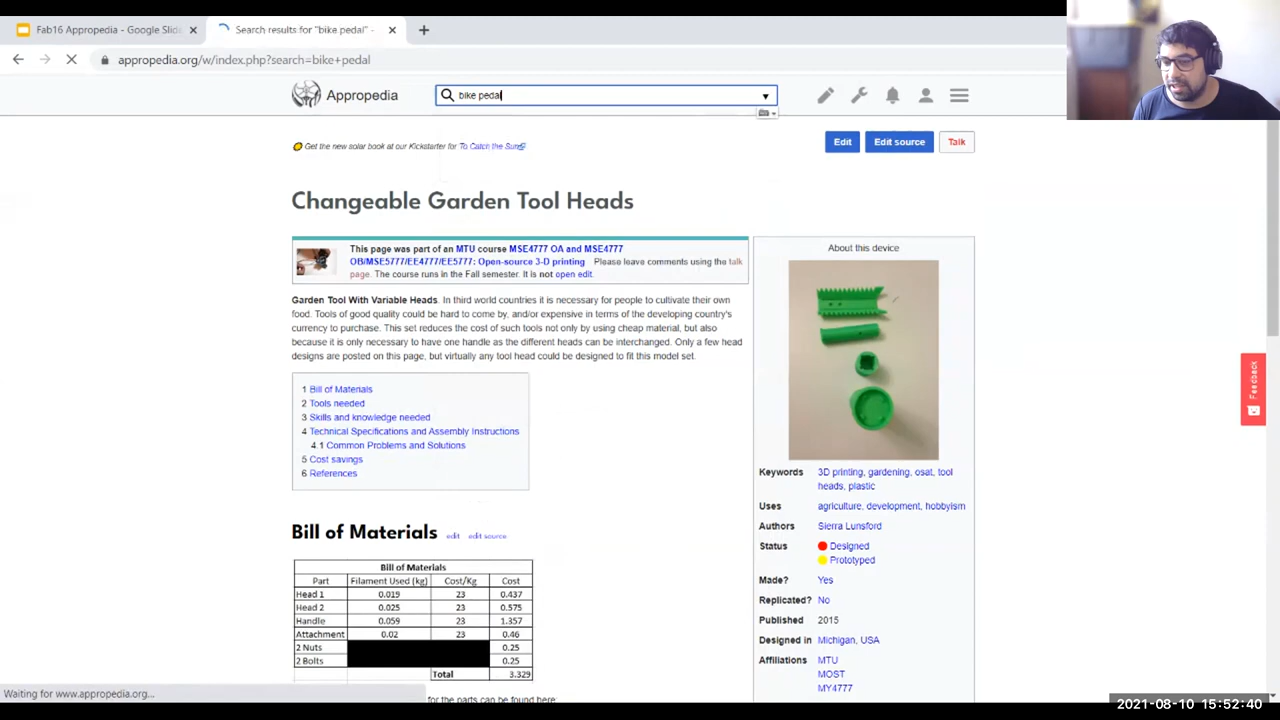 Fab16 Appropedia - Google Slide
Search results for "bike pedal" -
appropedia.org/w/index.php?search=bike+pedal
Appropedia
bike pedal
Get the new solar book at our Kickstarter for To Catch the Sun
Edit
Edit source
Talk
Changeable Garden Tool Heads
This page was part of an MTU course MSE4777 OA and MSE4777
OB/MSE5777/EE4777/EE5777: Open-source 3-D printing Please leave comments using the talk
page. The course runs in the Fall semester. It is not open edit.
Garden Tool With Variable Heads. In third world countries it is necessary for people to cultivate their own
food. Tools of good quality could be hard to come by, and/or expensive in terms of the developing country's
currency to purchase. This set reduces the cost of such tools not only by using cheap material, but also
because it is only necessary to have one handle as the different heads can be interchanged. Only a few head
designs are posted on this page, but virtually any tool head could be designed to fit this model set.
1 Bill of Materials
2 Tools needed
3 Skills and knowledge needed
4 Technical Specifications and Assembly Instructions
4.1 Common Problems and Solutions
5 Cost savings
6 References
Bill of Materials edit edit source
Bill of Materials
Part Filament Used (kg) Cost/Kg Cost
Head 1 0.019 23 0.437
Head 2 0.025 23 0.575
Handle 0.059 23 1.357
Attachment 0.02 23 0.46
2 Nuts 0.25
2 Bolts 0.25
Total 3.329
for the parts can be found here:
About this device
Keywords 3D printing, gardening, osat, tool
heads, plastic
Uses agriculture, development, hobbyism
Authors Sierra Lunsford
Status Designed
Prototyped
Made? Yes
Replicated? No
Published 2015
Designed in Michigan, USA
Affiliations MTU
MOST
MY4777
Feedback
Waiting for www.appropedia.org...
2021-08-10 15:52:40